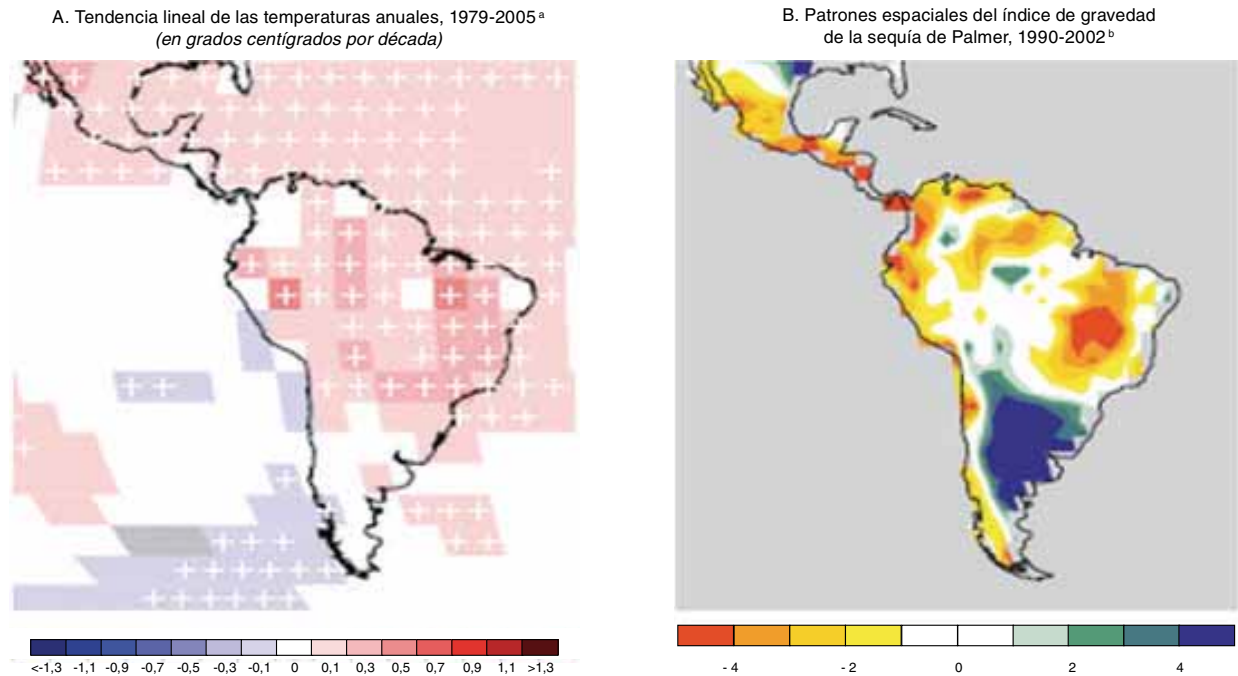 A. Tendencia lineal de las temperaturas anuales, 1979-2005 a
(en grados centígrados por década)
<-1,3 -1,1 -0,9 -0,7 -0,5 -0,3 -0,1 0 0,1 0,3 0,5 0,7 0,9 1,1 >1,3
B. Patrones espaciales del índice de gravedad
de la sequía de Palmer, 1990-2002 b
- 4 - 2 0 2 4